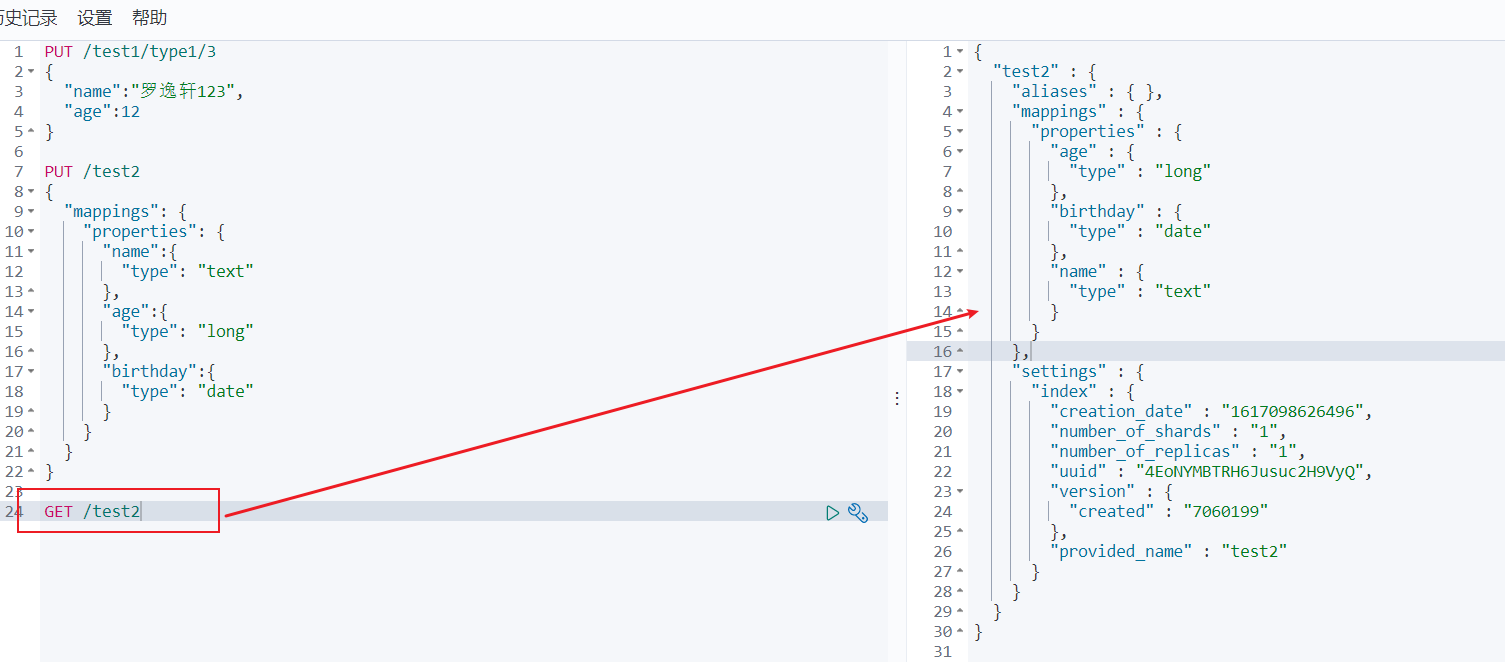 历史记录 设置 帮助
1 PUT /test1/type1/3
2 {
3 "name":"罗逸轩123",
4 "age":12
5 }
6
7 PUT /test2
8 {
9 "mappings": {
10 "properties": {
11 "name":{
12 "type": "text"
13 },
14 "age":{
15 "type": "long"
16 },
17 "birthday":{
18 "type": "date"
19 }
20 }
21 }
22 }
23
24 GET /test2
1 {
2 "test2" : {
3 "aliases" : { },
4 "mappings" : {
5 "properties" : {
6 "age" : {
7 "type" : "long"
8 },
9 "birthday" : {
10 "type" : "date"
11 },
12 "name" : {
13 "type" : "text"
14 }
15 }
16 },
17 "settings" : {
18 "index" : {
19 "creation_date" : "1617098626496",
20 "number_of_shards" : "1",
21 "number_of_replicas" : "1",
22 "uuid" : "4EoNYMBTRH6Jusuc2H9VyQ",
23 "version" : {
24 "created" : "7060199"
25 },
26 "provided_name" : "test2"
27 }
28 }
29 }
30 }
31